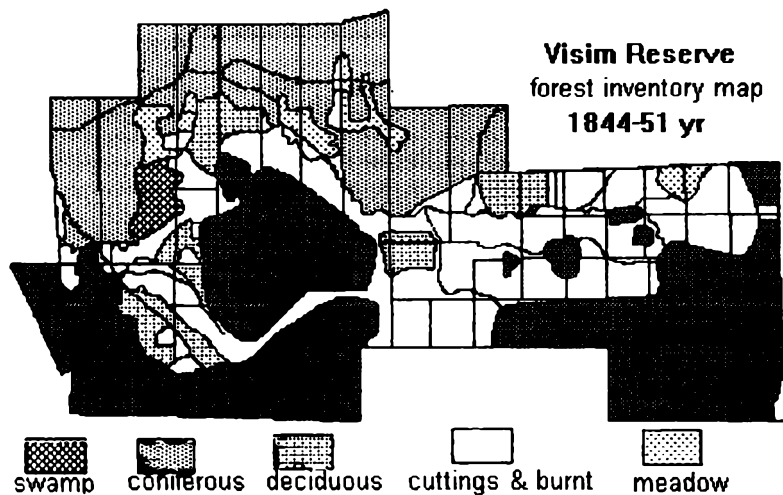 Visim Reserve
forest inventory map
1844-51 yr
swamp coniferous deciduous cuttings & burnt meadow